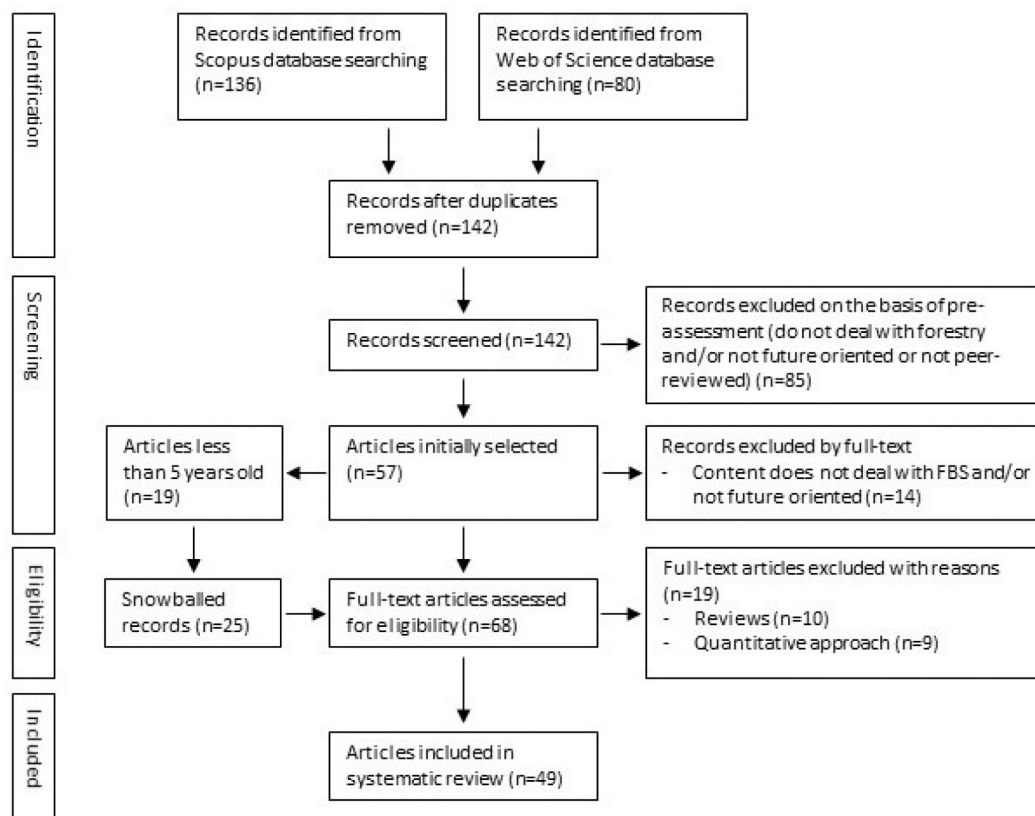 Identification
Records identified from
Scopus database searching
(n=136)
Records identified from
Web of Science database
searching (n=80)
Records after duplicates
removed (n=142)
Screening
Records screened (n=142)
Records excluded on the basis of pre-
assessment (do not deal with forestry
and/or not future oriented or not peer-
reviewed) (n=85)
Articles less
than 5 years old
(n=19)
Articles initially selected
(n=57)
Records excluded by full-text
- Content does not deal with FBS and/or
not future oriented (n=14)
Eligibility
Snowballed
records (n=25)
Full-text articles assessed
for eligibility (n=68)
Full-text articles excluded with reasons
(n=19)
- Reviews (n=10)
- Quantitative approach (n=9)
Included
Articles included in
systematic review (n=49)